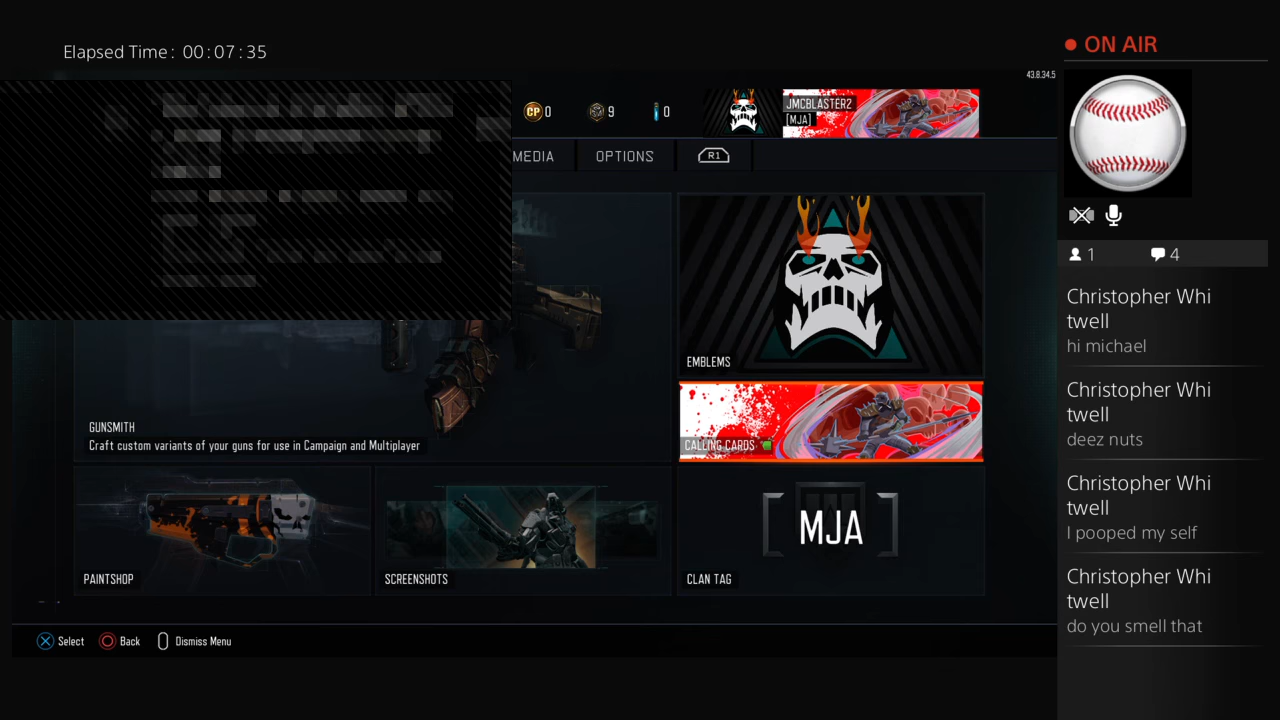 Elapsed Time: 00:07:35
ON AIR
43.8.34.5
CP 0
9
0
JMCBLASTER2
[MJA]
MEDIA
OPTIONS
R1
1
4
Christopher Whi
twell
hi michael
Christopher Whi
twell
deez nuts
Christopher Whi
twell
I pooped my self
Christopher Whi
twell
do you smell that
EMBLEMS
GUNSMITH
Craft custom variants of your guns for use in Campaign and Multiplayer
CALLING CARDS
PAINTSHOP
SCREENSHOTS
MJA
CLAN TAG
Select
Back
Dismiss Menu